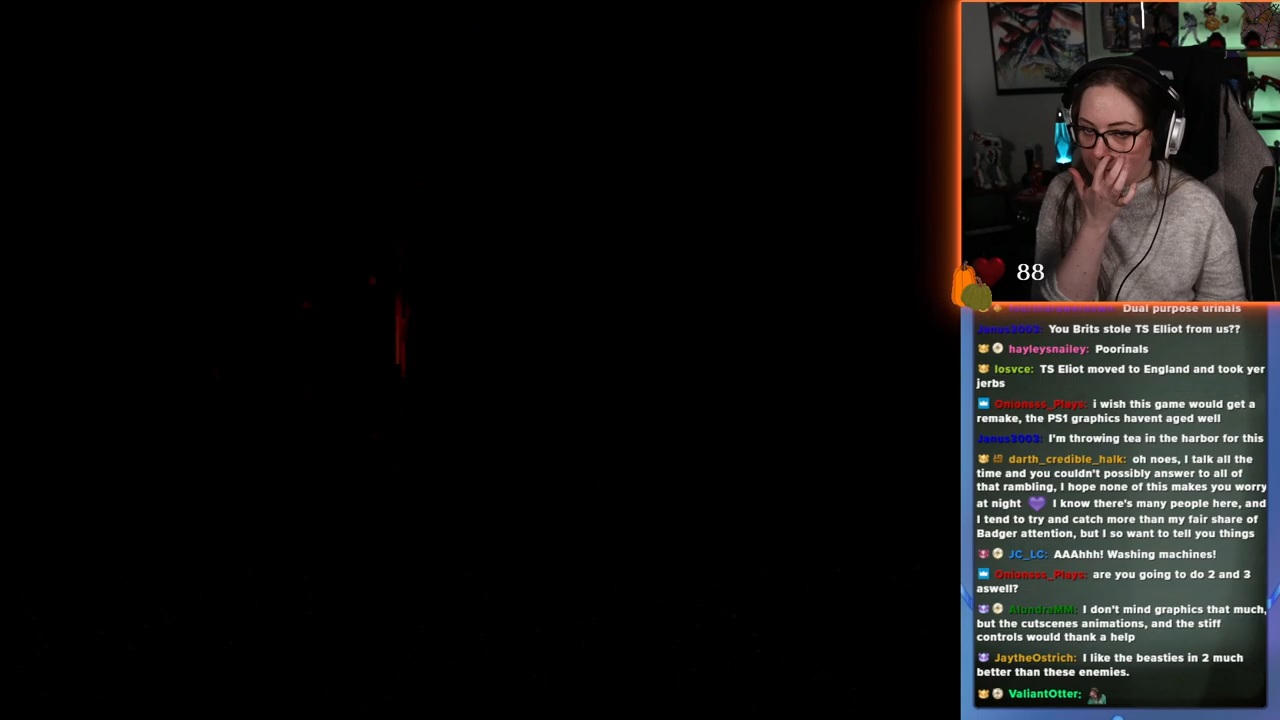 88
Dual purpose urinals
Janus3003: You Brits stole TS Elliot from us??
hayleysnailey: Poorinals
losvce: TS Eliot moved to England and took yer
jerbs
Onionsss_Plays: i wish this game would get a
remake, the PS1 graphics havent aged well
Janus3003: I'm throwing tea in the harbor for this
darth_credible_halk: oh noes, I talk all the
time and you couldn't possibly answer to all of
that rambling, I hope none of this makes you worry
at night I know there's many people here, and
I tend to try and catch more than my fair share of
Badger attention, but I so want to tell you things
JC_LC: AAAhhh! Washing machines!
Onionsss_Plays: are you going to do 2 and 3
aswell?
AlundraMM: I don't mind graphics that much,
but the cutscenes animations, and the stiff
controls would thank a help
JaytheOstrich: I like the beasties in 2 much
better than these enemies.
ValiantOtter: